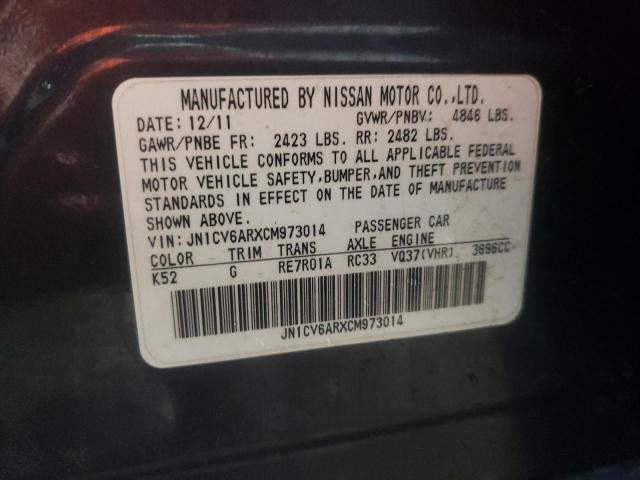 MANUFACTURED BY NISSAN MOTOR CO.,LTD.
DATE: 12/11 GVWR/PNBV: 4846 LBS.
GAWR/PNBE FR: 2423 LBS. RR: 2482 LBS.
THIS VEHICLE CONFORMS TO ALL APPLICABLE FEDERAL
MOTOR VEHICLE SAFETY,BUMPER,AND THEFT PREVENTION
STANDARDS IN EFFECT ON THE DATE OF MANUFACTURE
SHOWN ABOVE.
VIN: JN1CV6ARXCM973014 PASSENGER CAR
COLOR TRIM TRANS AXLE ENGINE
K52 G RE7R01A RC33 VQ37(VHR) 3696CC
JN1CV6ARXCM973014